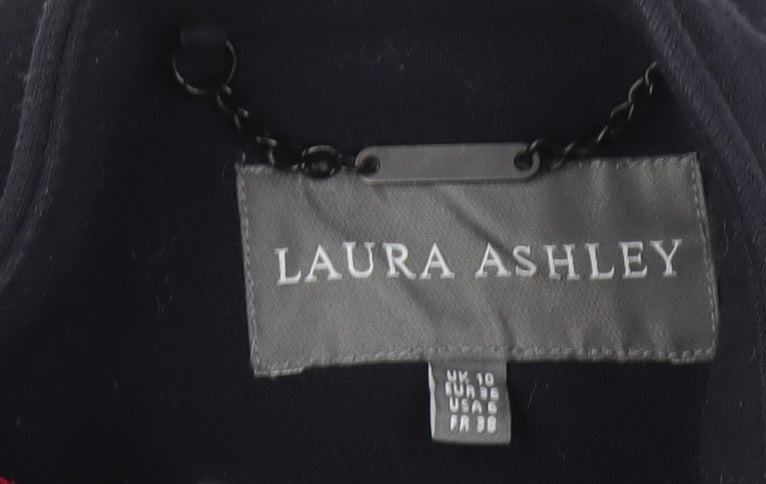 LAURA ASHLEY
UK 10
EUR 36
USA 6
FR 38